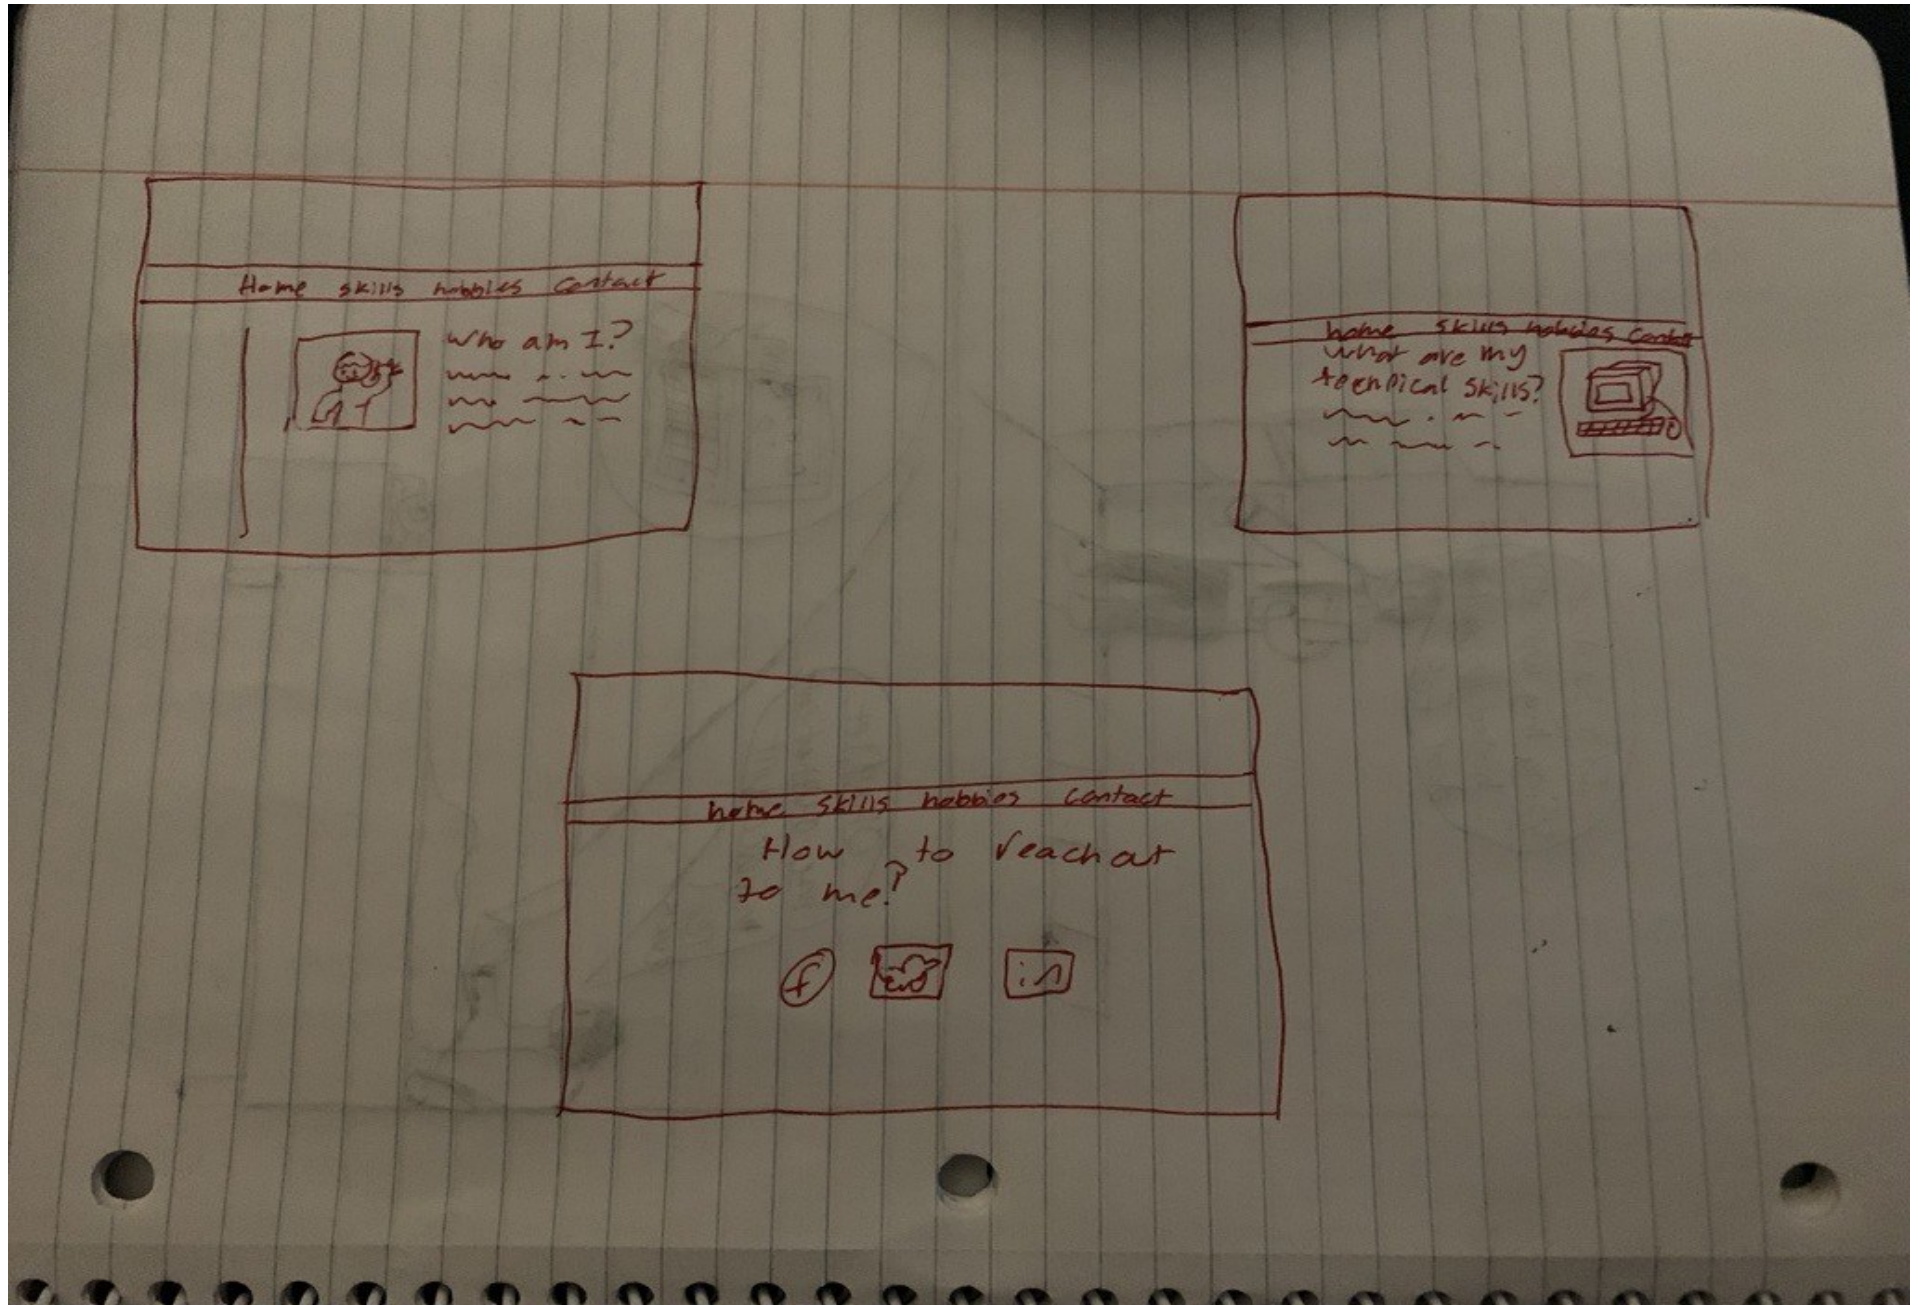 Home skills hobbies contact
Who am I?
home skills hobbies contact
What are my
technical skills?
home skills hobbies contact
How to reach out
to me?
f
in